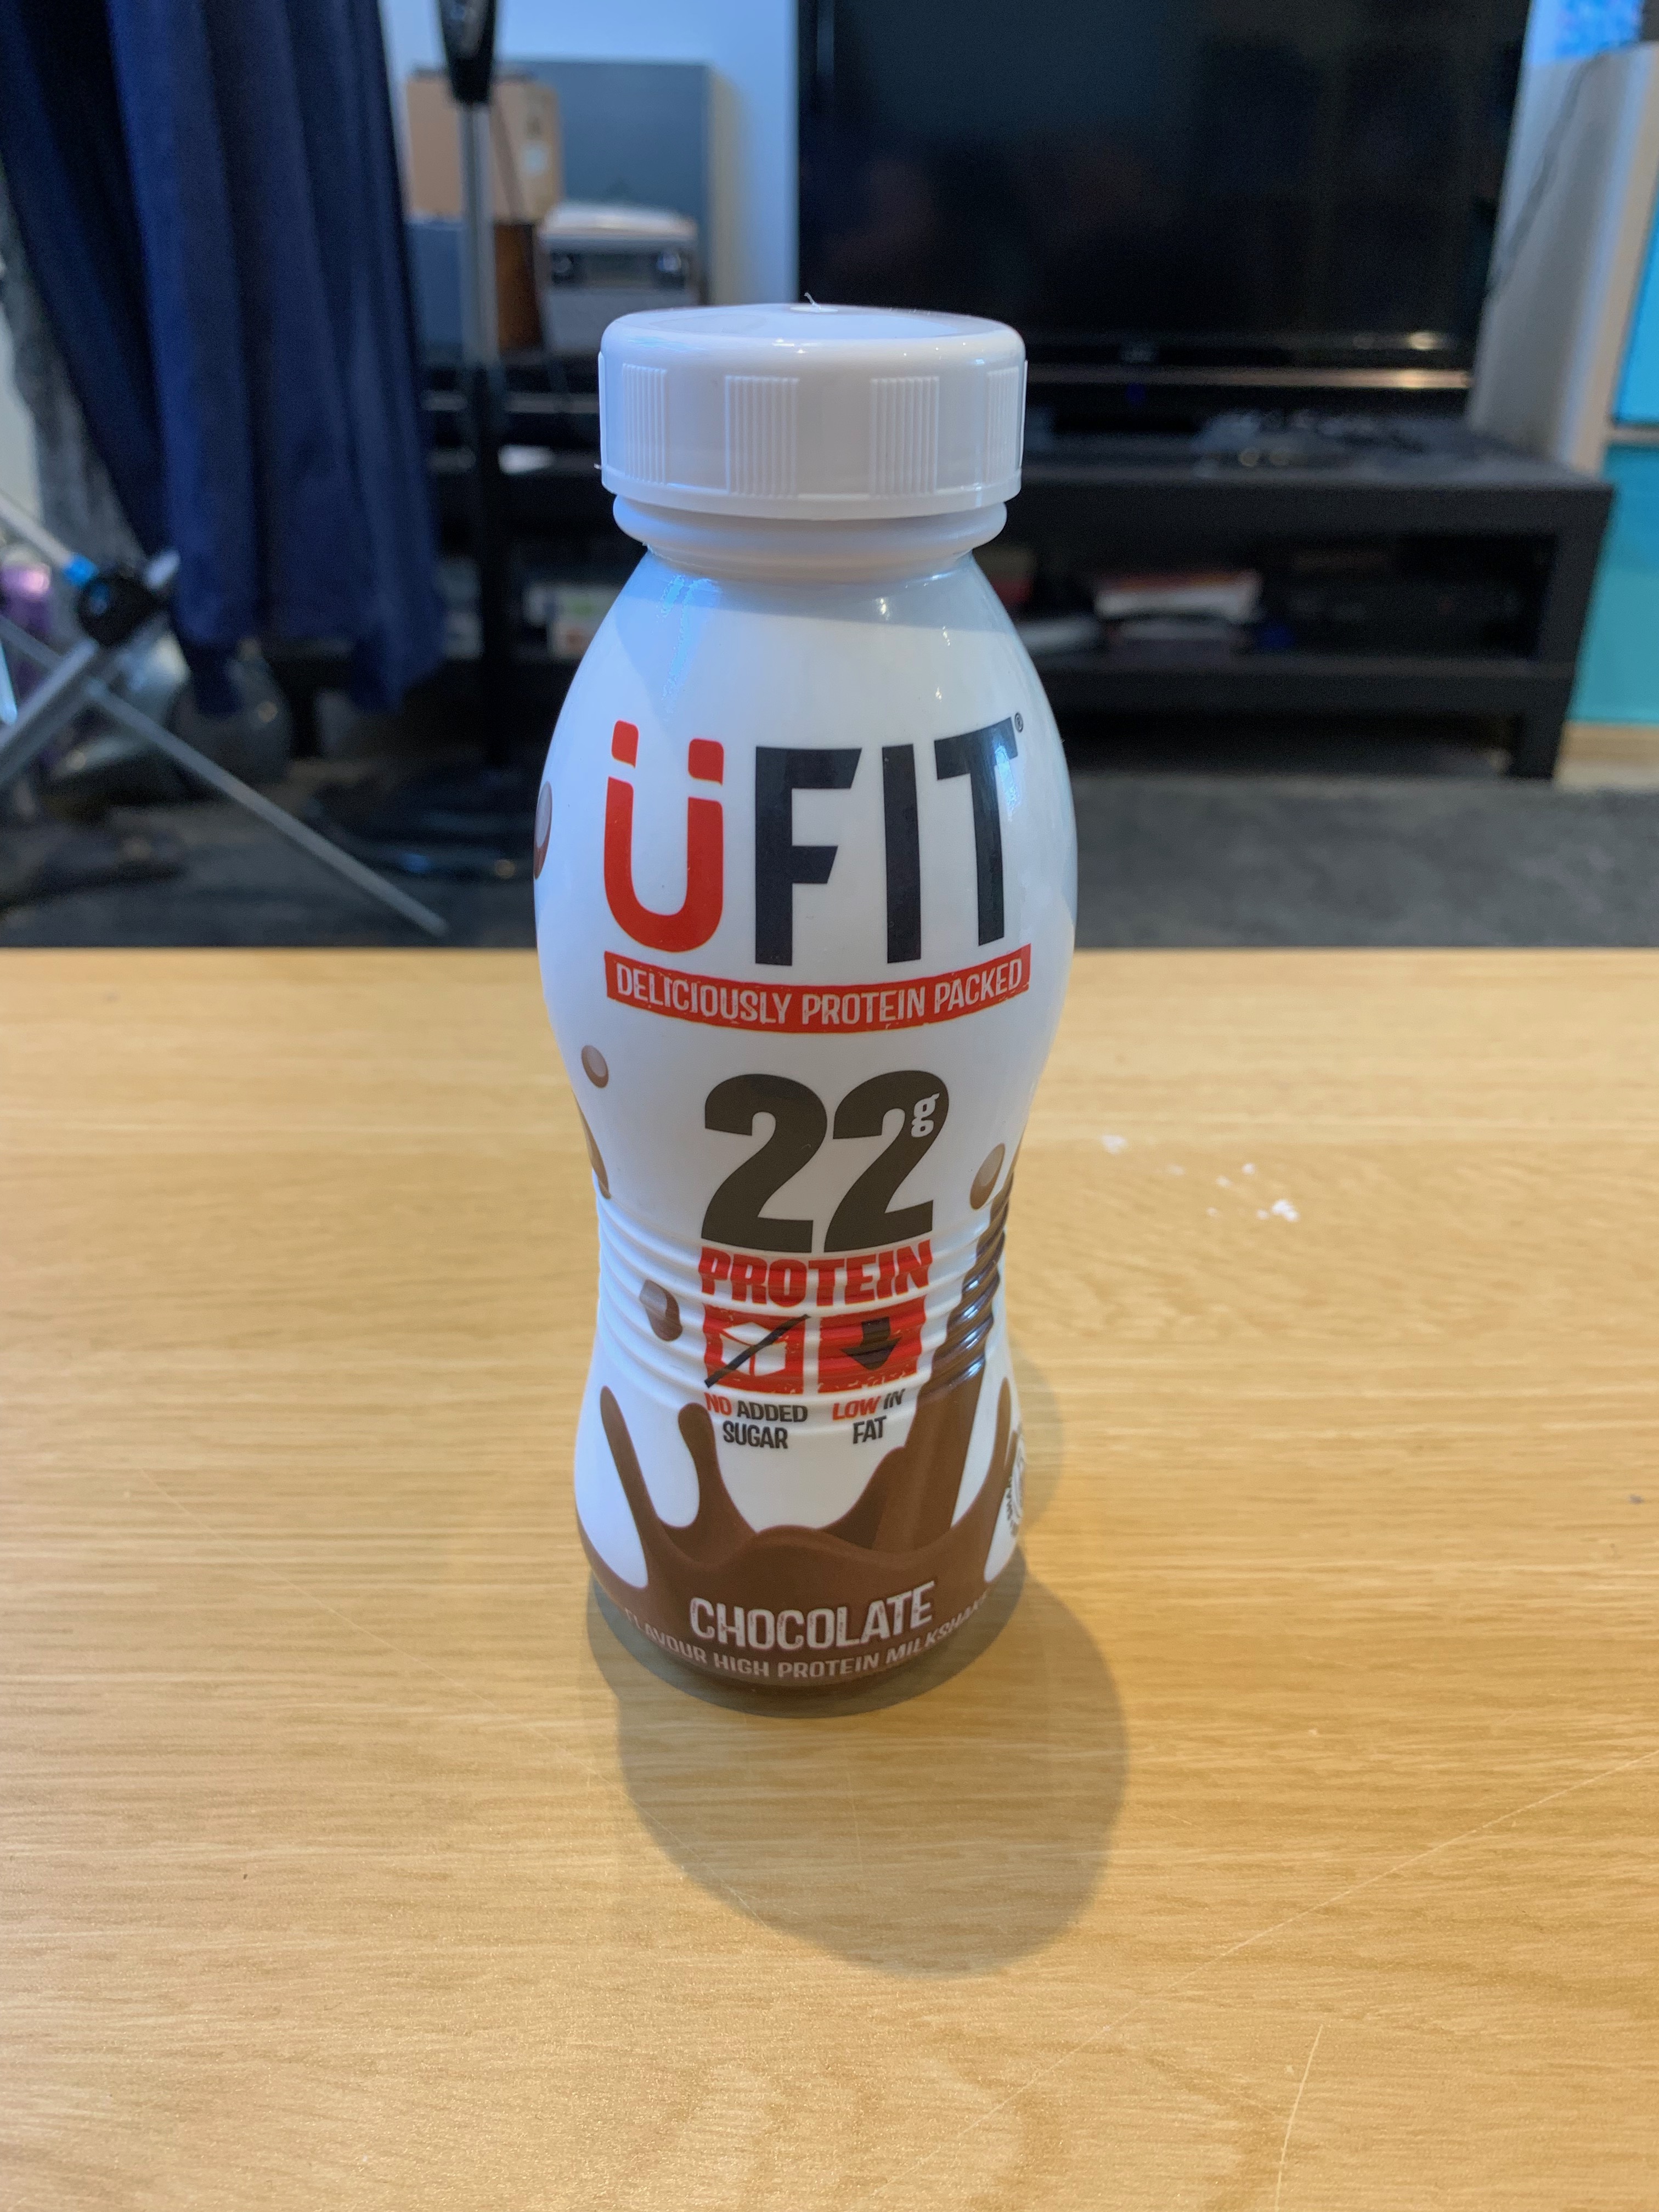 ÜFIT®
DELICIOUSLY PROTEIN PACKED
22g
PROTEIN
NO ADDED
SUGAR
LOW IN
FAT
CHOCOLATE
FLAVOUR HIGH PROTEIN MILKSHAKE